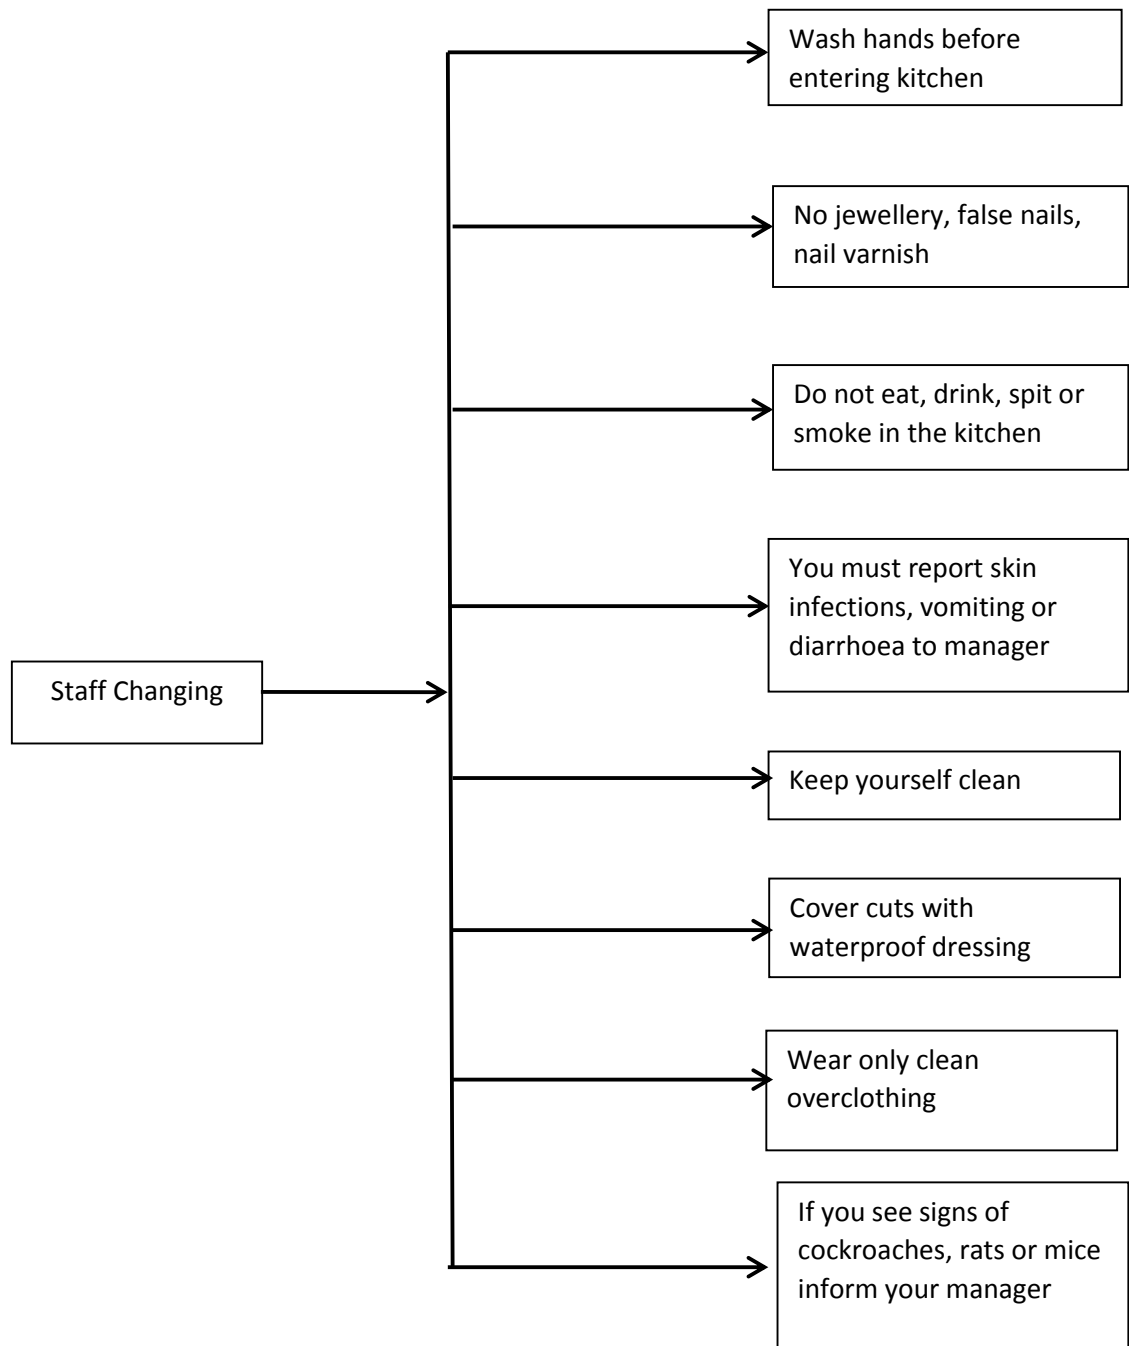 Wash hands before
entering kitchen
No jewellery, false nails,
nail varnish
Do not eat, drink, spit or
smoke in the kitchen
You must report skin
infections, vomiting or
diarrhoea to manager
Staff Changing
Keep yourself clean
Cover cuts with
waterproof dressing
Wear only clean
overclothing
If you see signs of
cockroaches, rats or mice
inform your manager